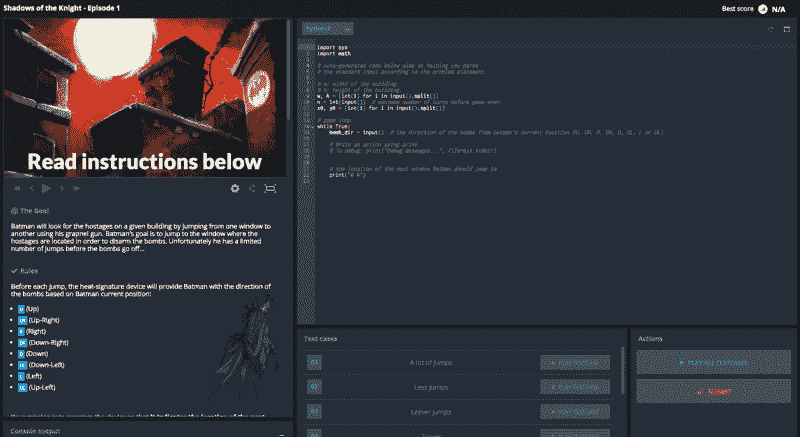 Shadows of the Knight - Episode 1
Best score
N/A
Read instructions below
The Goal
Batman will look for the hostages on a given building by jumping from one window to
another using his grapnel gun. Batman's goal is to jump to the window where the
hostages are located in order to disarm the bombs. Unfortunately he has a limited
number of jumps before the bombs go off...
Rules
Before each jump, the heat-signature device will provide Batman with the direction of
the bombs based on Batman current position:
U (Up)
UR (Up-Right)
R (Right)
DR (Down-Right)
D (Down)
DL (Down-Left)
L (Left)
UL (Up-Left)
Console output
Python3
import sys
import math
# Auto-generated code below aims at helping you parse
# the standard input according to the problem statement.
# w: width of the building.
# h: height of the building.
w, h = [int(i) for i in input().split()]
n = int(input())  # maximum number of turns before game over.
x0, y0 = [int(i) for i in input().split()]
# game loop
while True:
bomb_dir = input()  # the direction of the bombs from batman's current location (U, UR, R, DR, D, DL, L or UL)
# Write an action using print
# To debug: print("Debug messages...", file=sys.stderr)
# the location of the next window Batman should jump to.
print("0 0")
Test cases
01
A lot of jumps
PLAY TESTCASE
02
Less jumps
PLAY TESTCASE
03
Lesser jumps
PLAY TESTCASE
04
Tower
Actions
PLAY ALL TESTCASES
SUBMIT